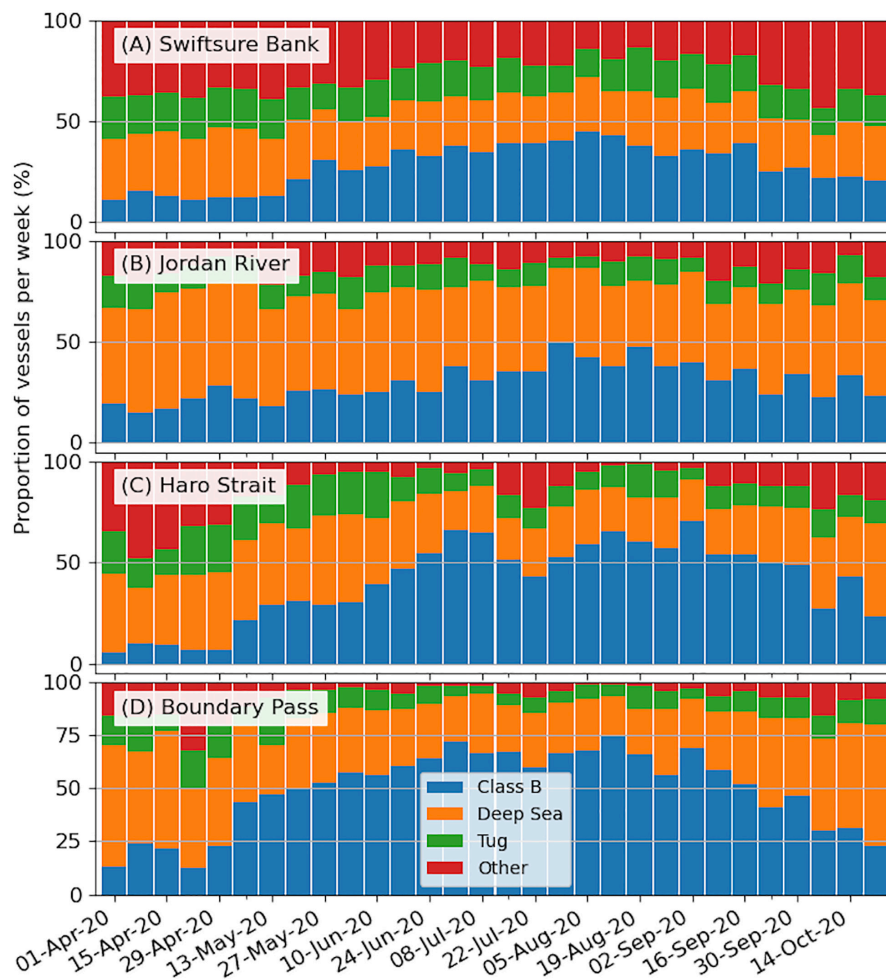 Proportion of vessels per week (%)
100
(A) Swiftsure Bank
50
0
100
(B) Jordan River
50
0
100
(C) Haro Strait
50
0
100
(D) Boundary Pass
75
50
25
0
Class B
Deep Sea
Tug
Other
01-Apr-20
15-Apr-20
29-Apr-20
13-May-20
27-May-20
10-Jun-20
24-Jun-20
08-Jul-20
22-Jul-20
05-Aug-20
19-Aug-20
02-Sep-20
16-Sep-20
30-Sep-20
14-Oct-20